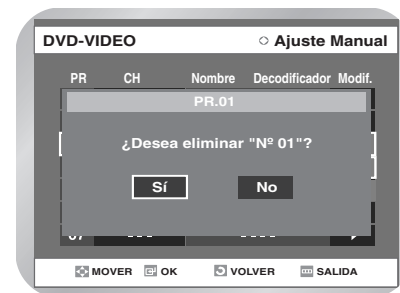 DVD-VIDEO Ajuste Manual
PR CH Nombre Decodificador Modif.
PR.01
¿Desea eliminar "Nº 01"?
Sí No
MOVER OK VOLVER SALIDA